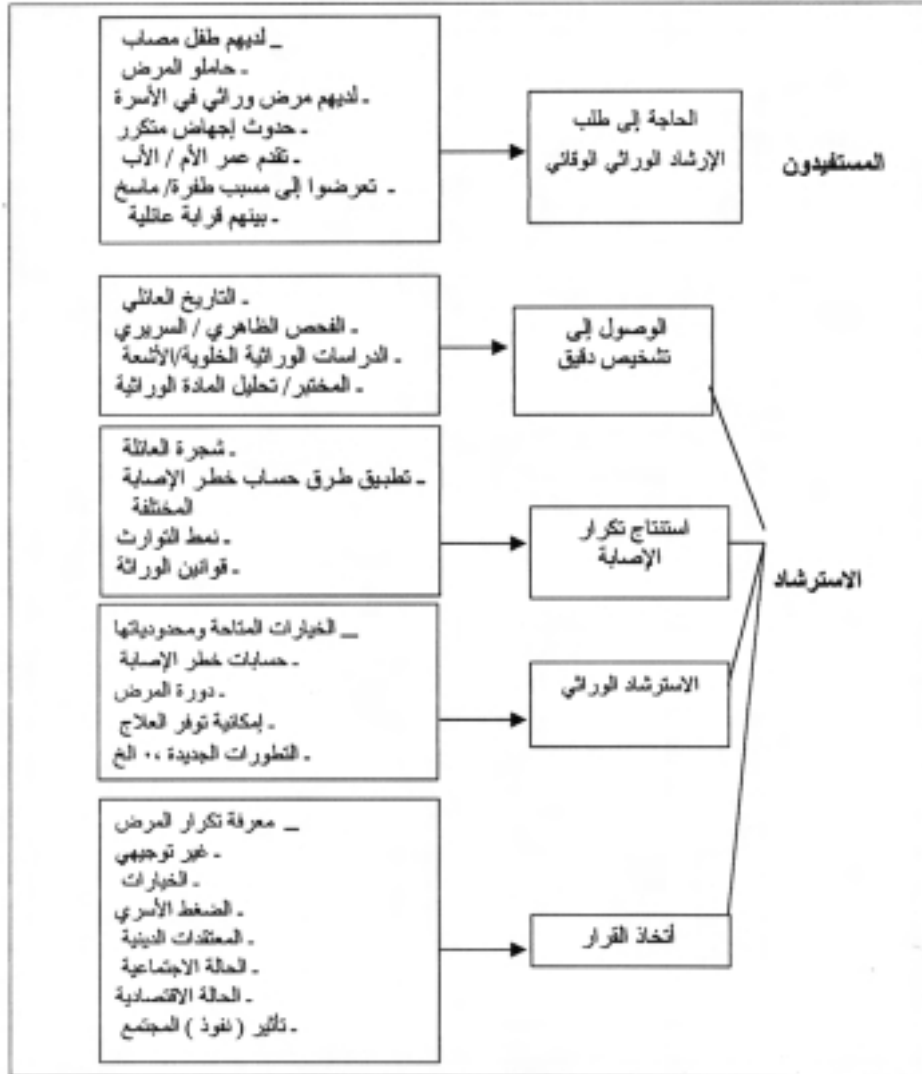 _ لديهم طفل مصاب
- حاملو المرض
- لديهم مرض وراثي في الأسرة
- حدوث إجهاض متكرر
- تقدم عمر الأم / الأب
- تعرضوا إلى مسبب طفرة/ ماسخ
- بينهم قرابة عائلية
الحاجة إلى طلب
الإرشاد الوراثي الوقائي
المستفيدون
- التاريخ العائلي
- الفحص الظاهري / السريري
- الدراسات الوراثية الخلوية/الأشعة
- المختبر / تحليل المادة الوراثية
الوصول إلى
تشخيص دقيق
- شجرة العائلة
- تطبيق طرق حساب خطر الإصابة
المختلفة
- نمط التوارث
- قوانين الوراثة
استنتاج تكرار
الإصابة
الاسترشاد
_ الخيارات المتاحة ومحدودياتها
- حسابات خطر الإصابة
- دورة المرض
- إمكانية توفر العلاج
- التطورات الجديدة ،٠ الخ
الاسترشاد الوراثي
_ معرفة تكرار المرض
- غير توجيهي
- الخيارات
- الضغط الأسري
- المعتقدات الدينية
- الحالة الاجتماعية
- الحالة الاقتصادية
- تأثير ( نفوذ ) المجتمع
أتخاذ القرار